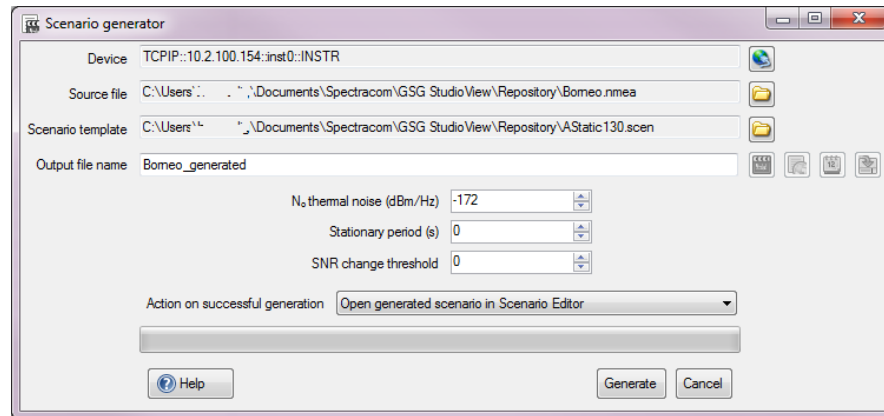 Scenario generator
Device TCPIP::10.2.100.154::inst0::INSTR
Source file C:\Users\ \Documents\Spectracom\GSG StudioView\Repository\Borneo.nmea
Scenario template C:\Users\ \Documents\Spectracom\GSG StudioView\Repository\AStatic130.scen
Output file name Borneo_generated
N₀ thermal noise (dBm/Hz) -172
Stationary period (s) 0
SNR change threshold 0
Action on successful generation Open generated scenario in Scenario Editor
Help Generate Cancel